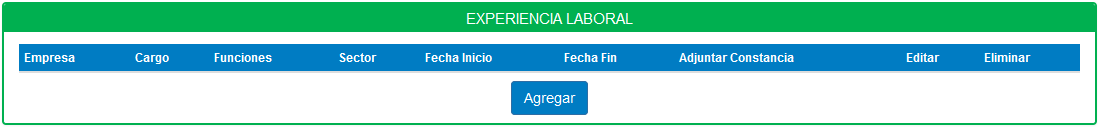 EXPERIENCIA LABORAL
Empresa Cargo Funciones Sector Fecha Inicio Fecha Fin Adjuntar Constancia Editar Eliminar
Agregar